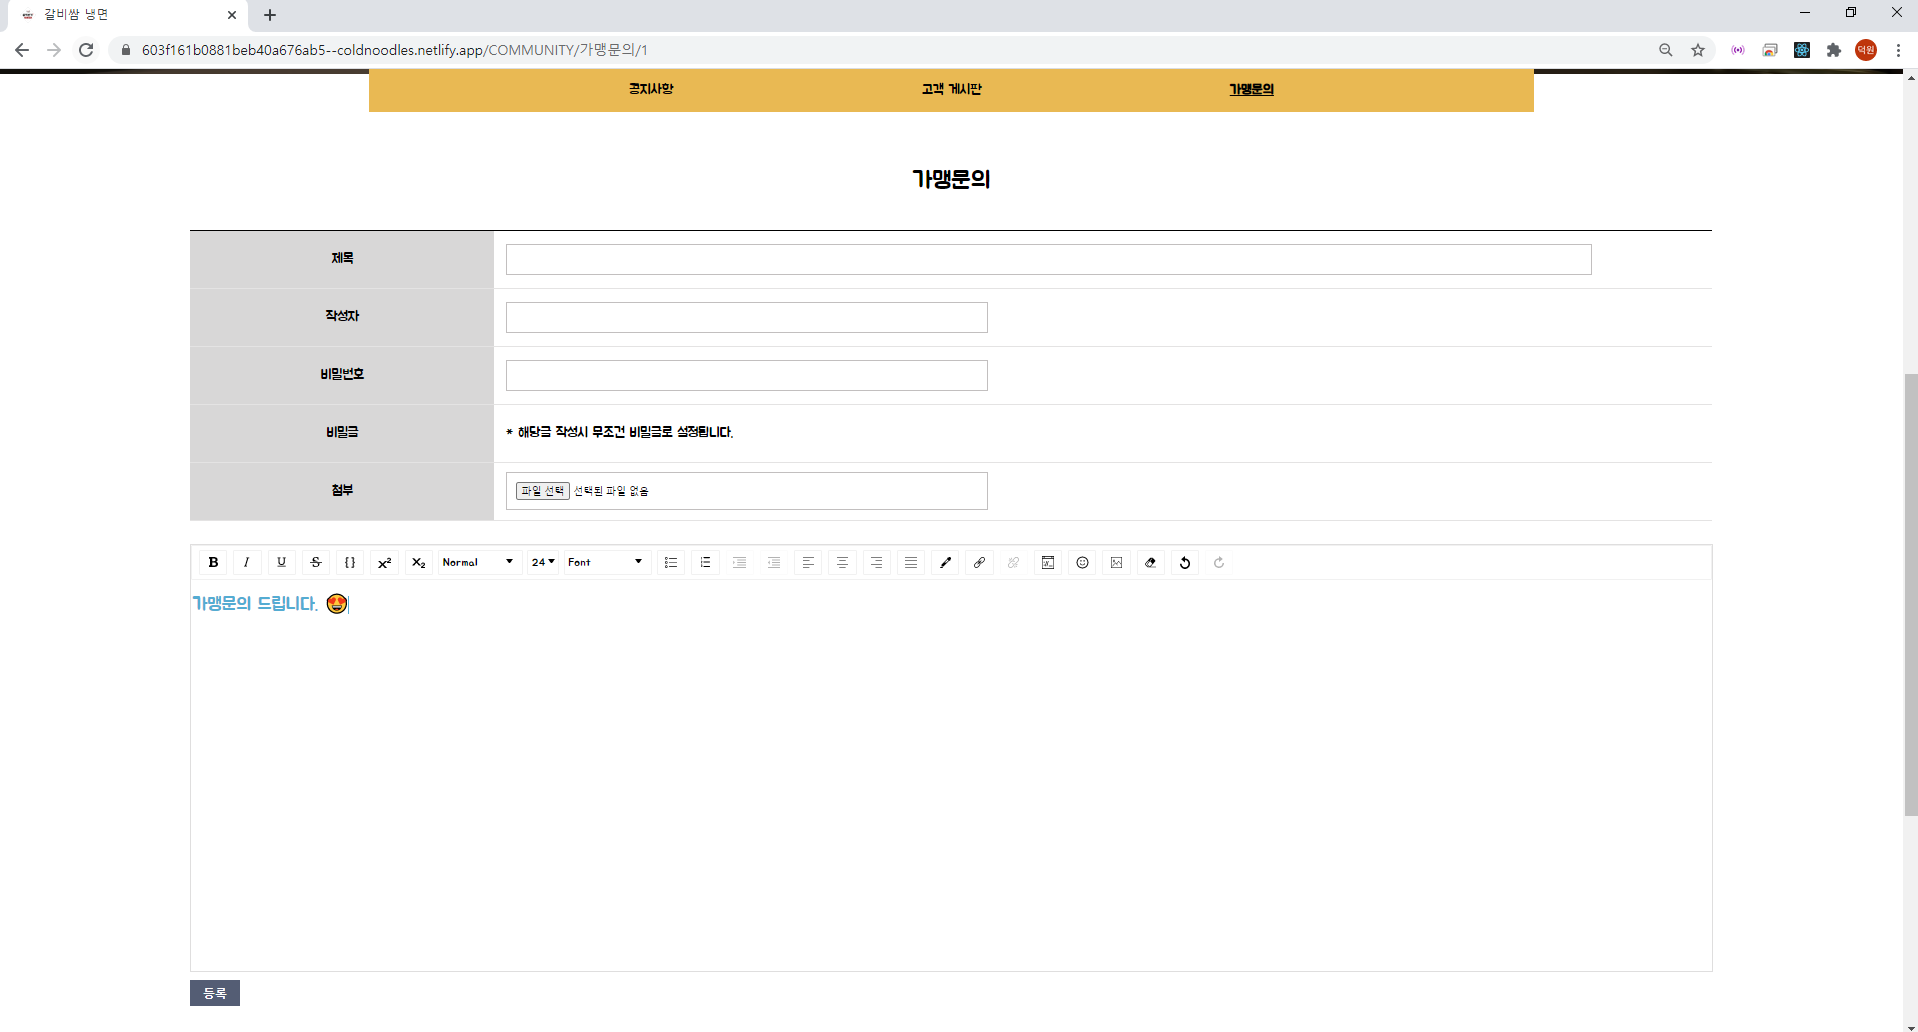 갈비쌈 냉면
603f161b0881beb40a676ab5--coldnoodles.netlify.app/COMMUNITY/가맹문의/1
덕원
공지사항 고객 게시판 가맹문의
가맹문의
제목
작성자
비밀번호
비밀글 * 해당글 작성시 무조건 비밀글로 설정됩니다.
첨부 파일 선택 선택된 파일 없음
B I U S {} x² X₂ Normal 24 Font
가맹문의 드립니다. 😍
등록